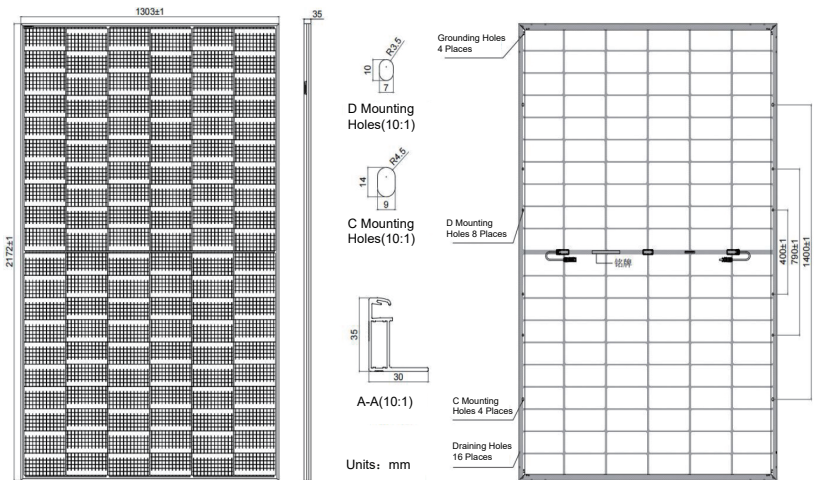 1303±1
35
2172±1
R3.5
10
7
D Mounting
Holes(10:1)
R4.5
14
9
C Mounting
Holes(10:1)
35
30
A-A(10:1)
Units: mm
Grounding Holes
4 Places
D Mounting
Holes 8 Places
铭牌
400±1
790±1
1400±1
C Mounting
Holes 4 Places
Draining Holes
16 Places